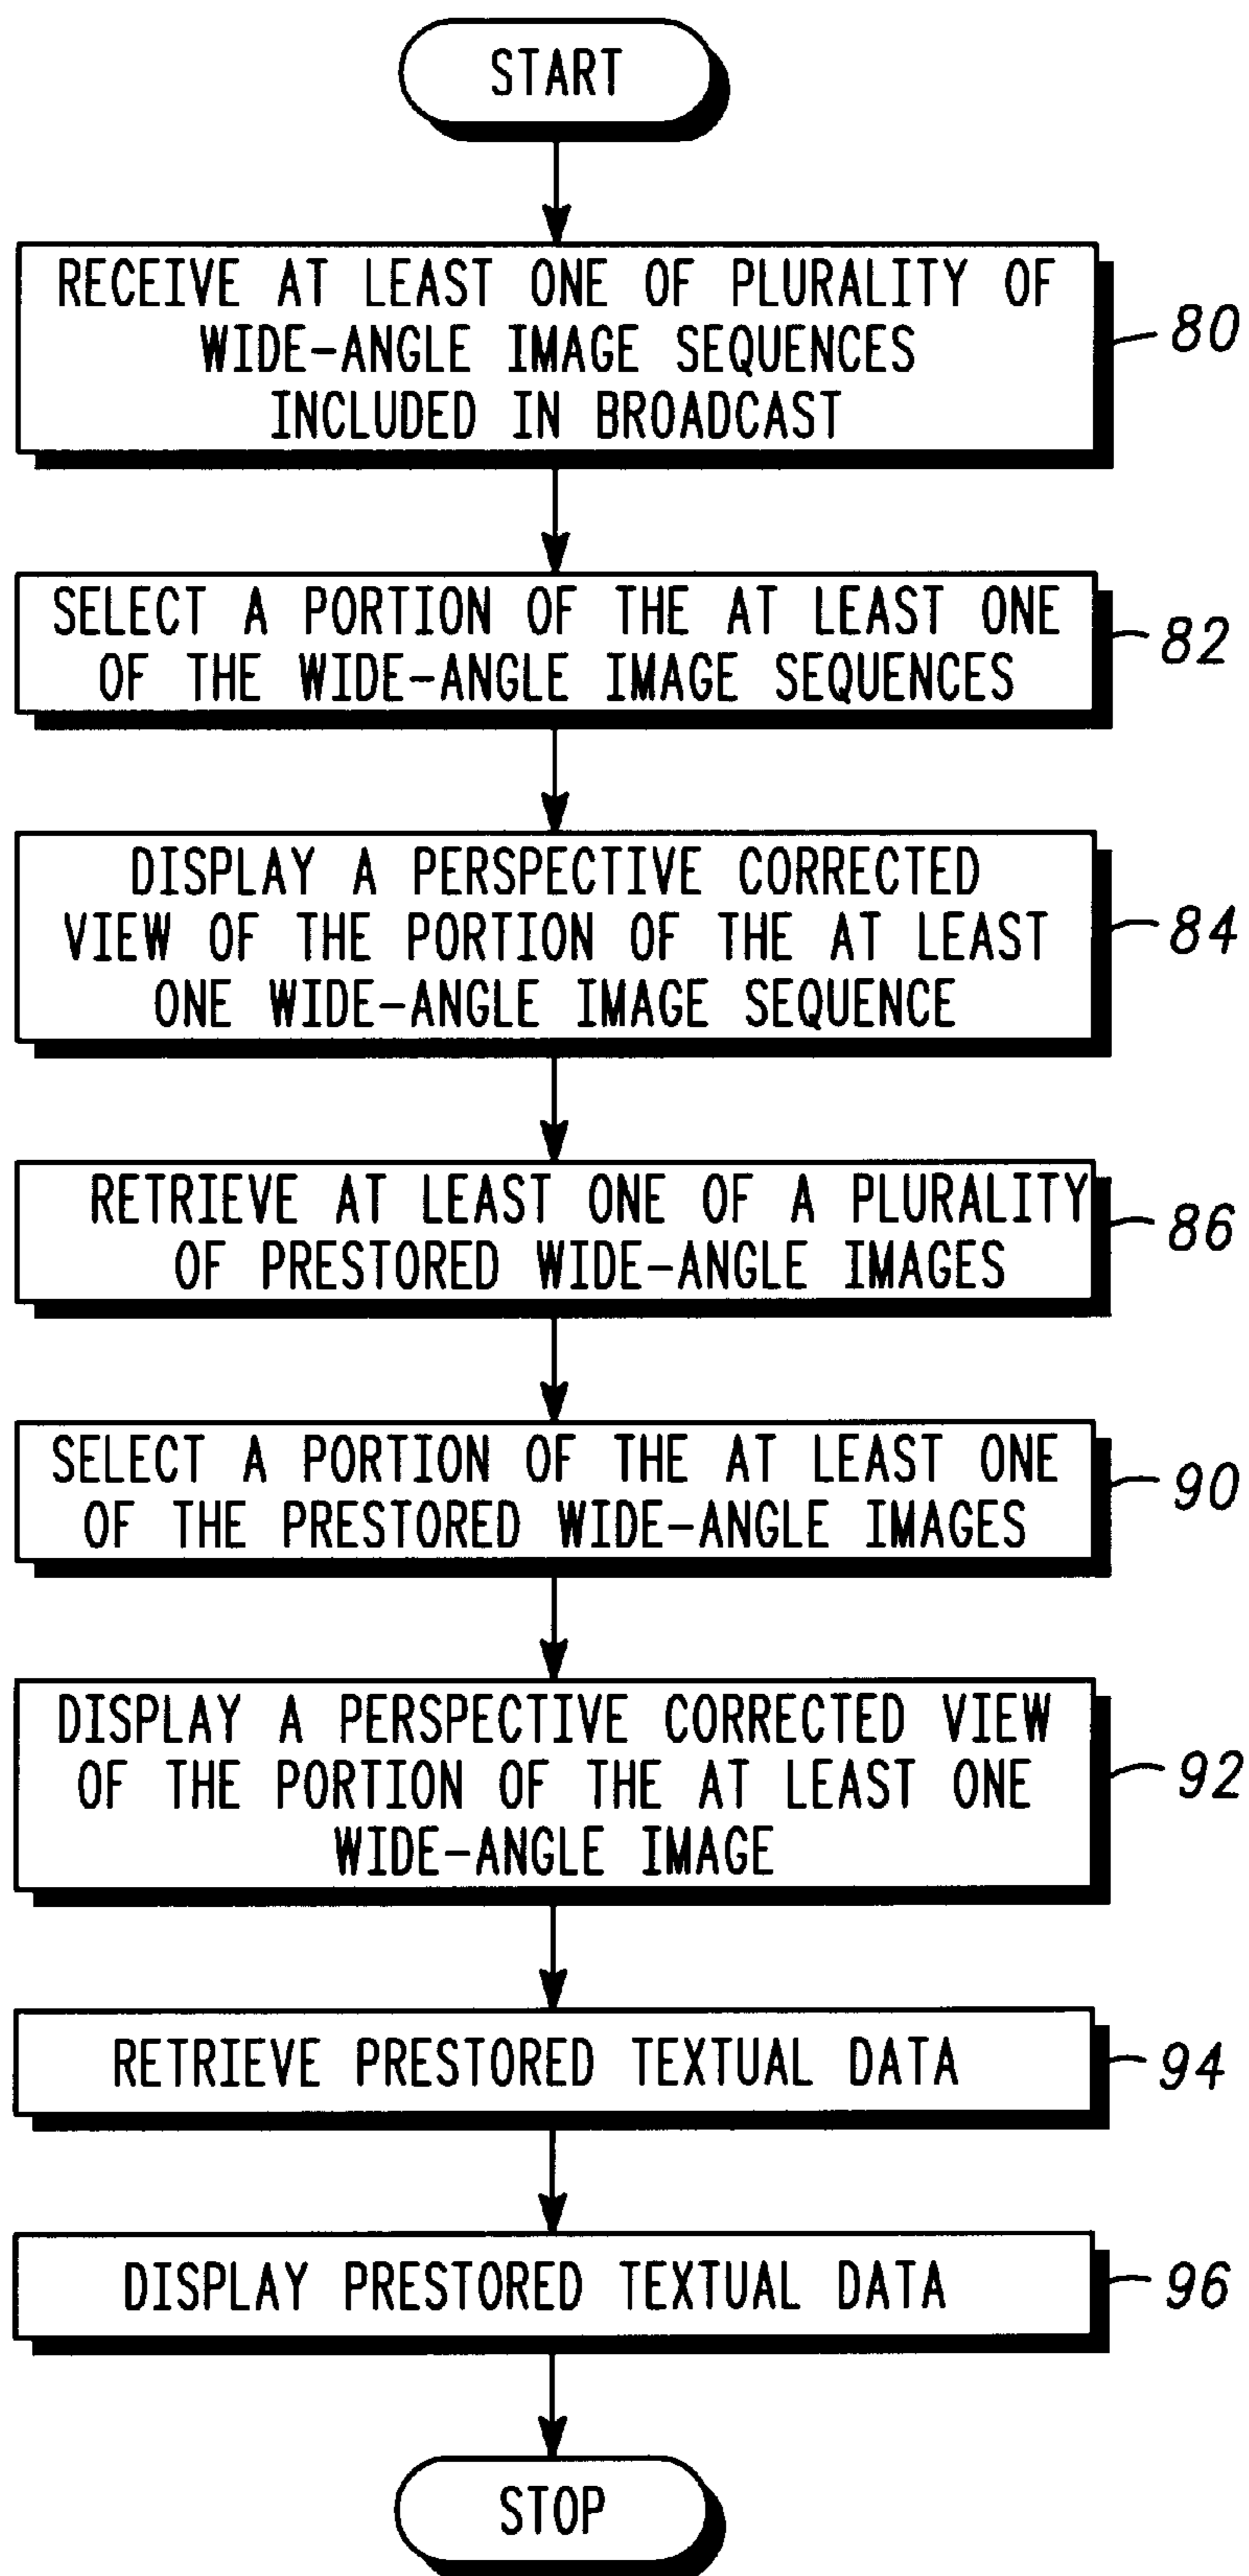 START
RECEIVE AT LEAST ONE OF PLURALITY OF
WIDE-ANGLE IMAGE SEQUENCES
INCLUDED IN BROADCAST
80
SELECT A PORTION OF THE AT LEAST ONE
OF THE WIDE-ANGLE IMAGE SEQUENCES
82
DISPLAY A PERSPECTIVE CORRECTED
VIEW OF THE PORTION OF THE AT LEAST
ONE WIDE-ANGLE IMAGE SEQUENCE
84
RETRIEVE AT LEAST ONE OF A PLURALITY
OF PRESTORED WIDE-ANGLE IMAGES
86
SELECT A PORTION OF THE AT LEAST ONE
OF THE PRESTORED WIDE-ANGLE IMAGES
90
DISPLAY A PERSPECTIVE CORRECTED VIEW
OF THE PORTION OF THE AT LEAST ONE
WIDE-ANGLE IMAGE
92
RETRIEVE PRESTORED TEXTUAL DATA
94
DISPLAY PRESTORED TEXTUAL DATA
96
STOP